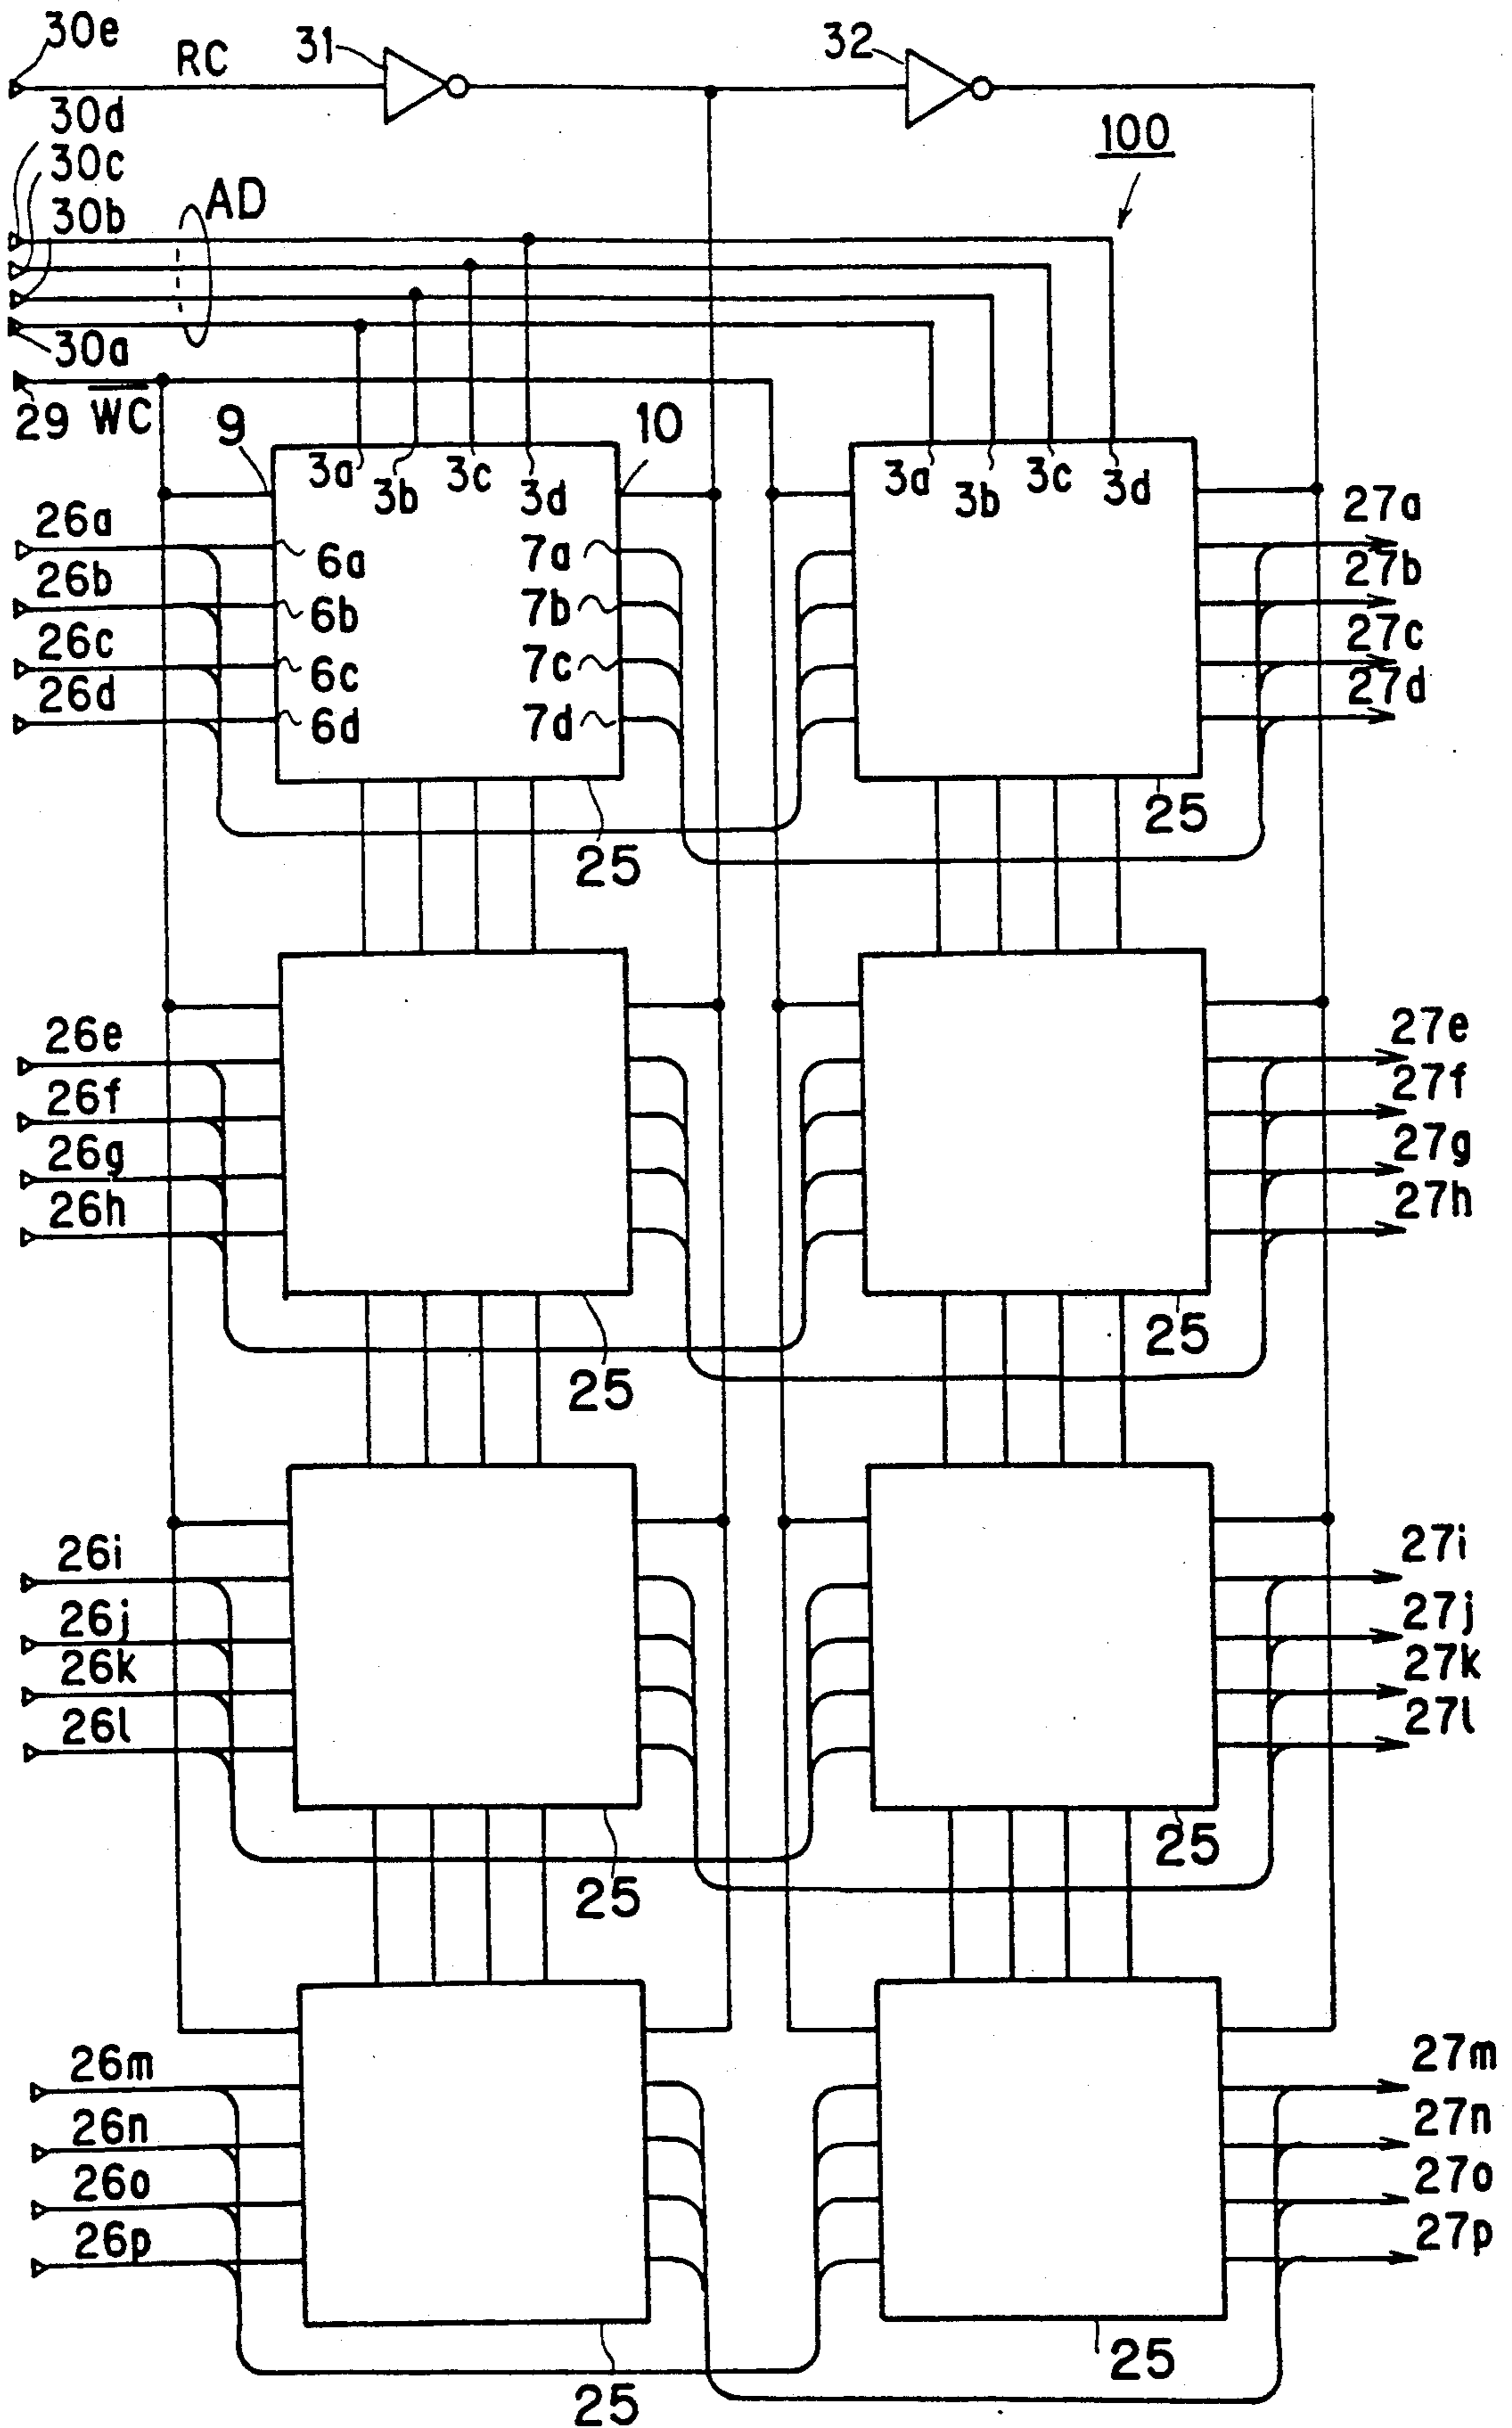 30e
RC
31
32
30d
30c
30b
AD
100
30a
29
WC
9
10
3a
3b
3c
3d
3a
3b
3c
3d
26a
6a
7a
27a
26b
6b
7b
27b
26c
6c
7c
27c
26d
6d
7d
27d
25
25
26e
27e
26f
27f
26g
27g
26h
27h
25
25
26i
27i
26j
27j
26k
27k
26l
27l
25
25
26m
27m
26n
27n
26o
27o
26p
27p
25
25